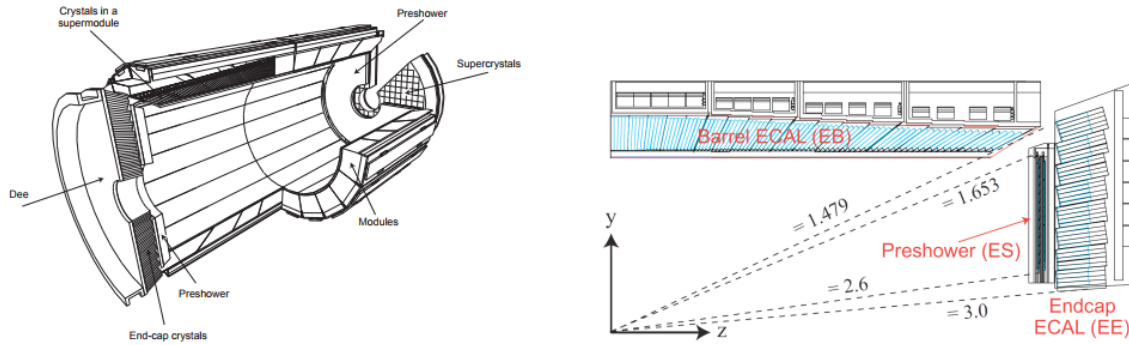 Crystals in a
supermodule
Preshower
Supercrystals
Dee
Modules
Preshower
End-cap crystals
Barrel ECAL (EB)
= 1.479
= 1.653
y
Preshower (ES)
= 2.6
= 3.0
z
Endcap
ECAL (EE)